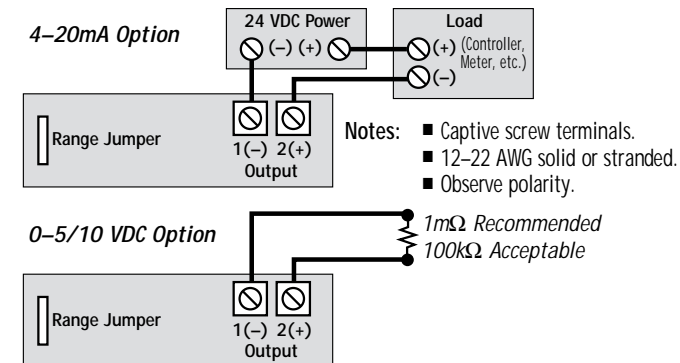 4–20mA Option
24 VDC Power
(–) (+)
Load
(+) (Controller,
Meter, etc.)
(–)
Range Jumper
1(–) 2(+)
Output
Notes:
■ Captive screw terminals.
■ 12–22 AWG solid or stranded.
■ Observe polarity.
0–5/10 VDC Option
1mΩ Recommended
100kΩ Acceptable
Range Jumper
1(–) 2(+)
Output